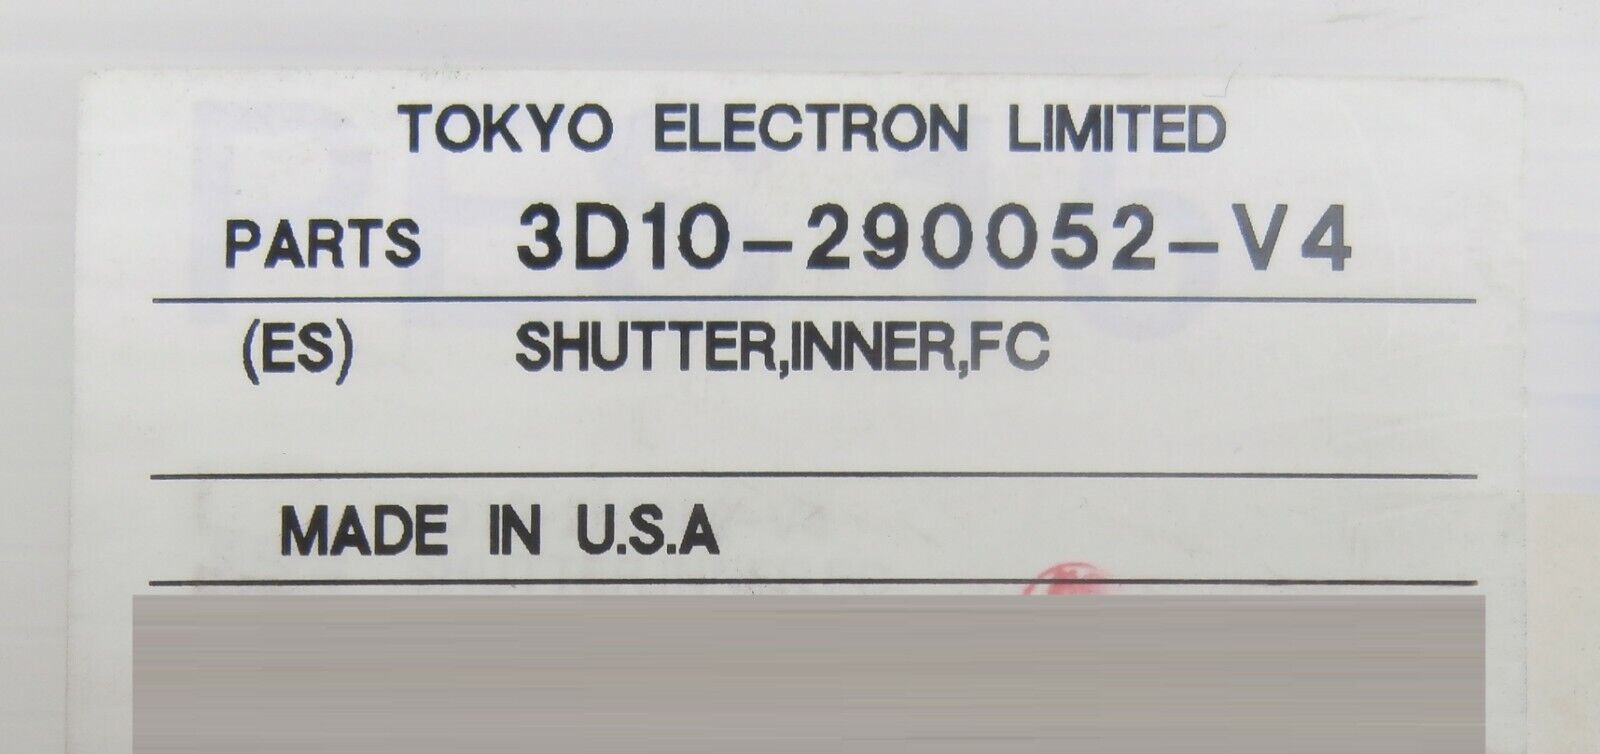 TOKYO ELECTRON LIMITED
PARTS 3D10-290052-V4
(ES) SHUTTER,INNER,FC
MADE IN U.S.A